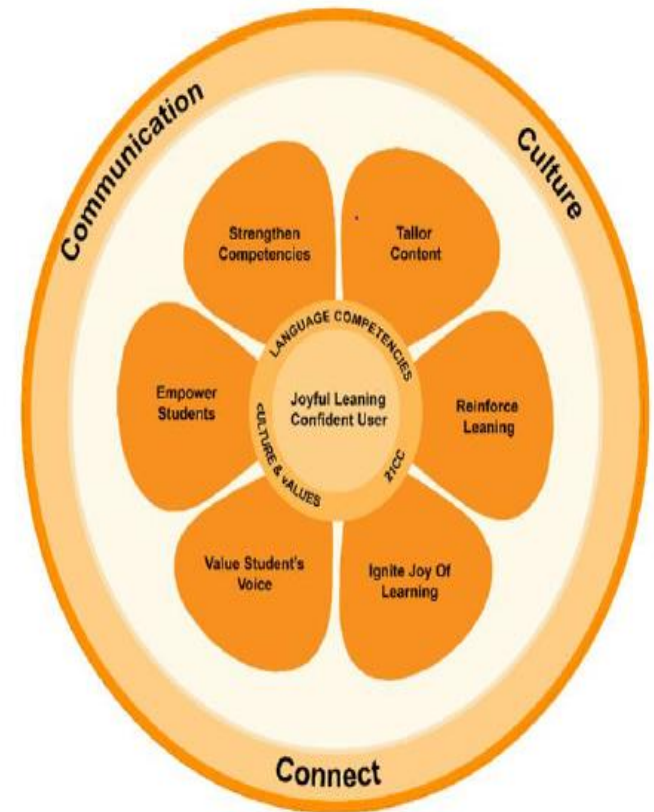 Communication
Culture
Strengthen
Competencies
Tallor
Content
Empower
Students
LANGUAGE COMPETENCIES
Joyful Leaning
Confident User
cULTURE & vALUES
21CC
Reinforce
Leaning
Value Student's
Voice
Ignite Joy Of
Learning
Connect